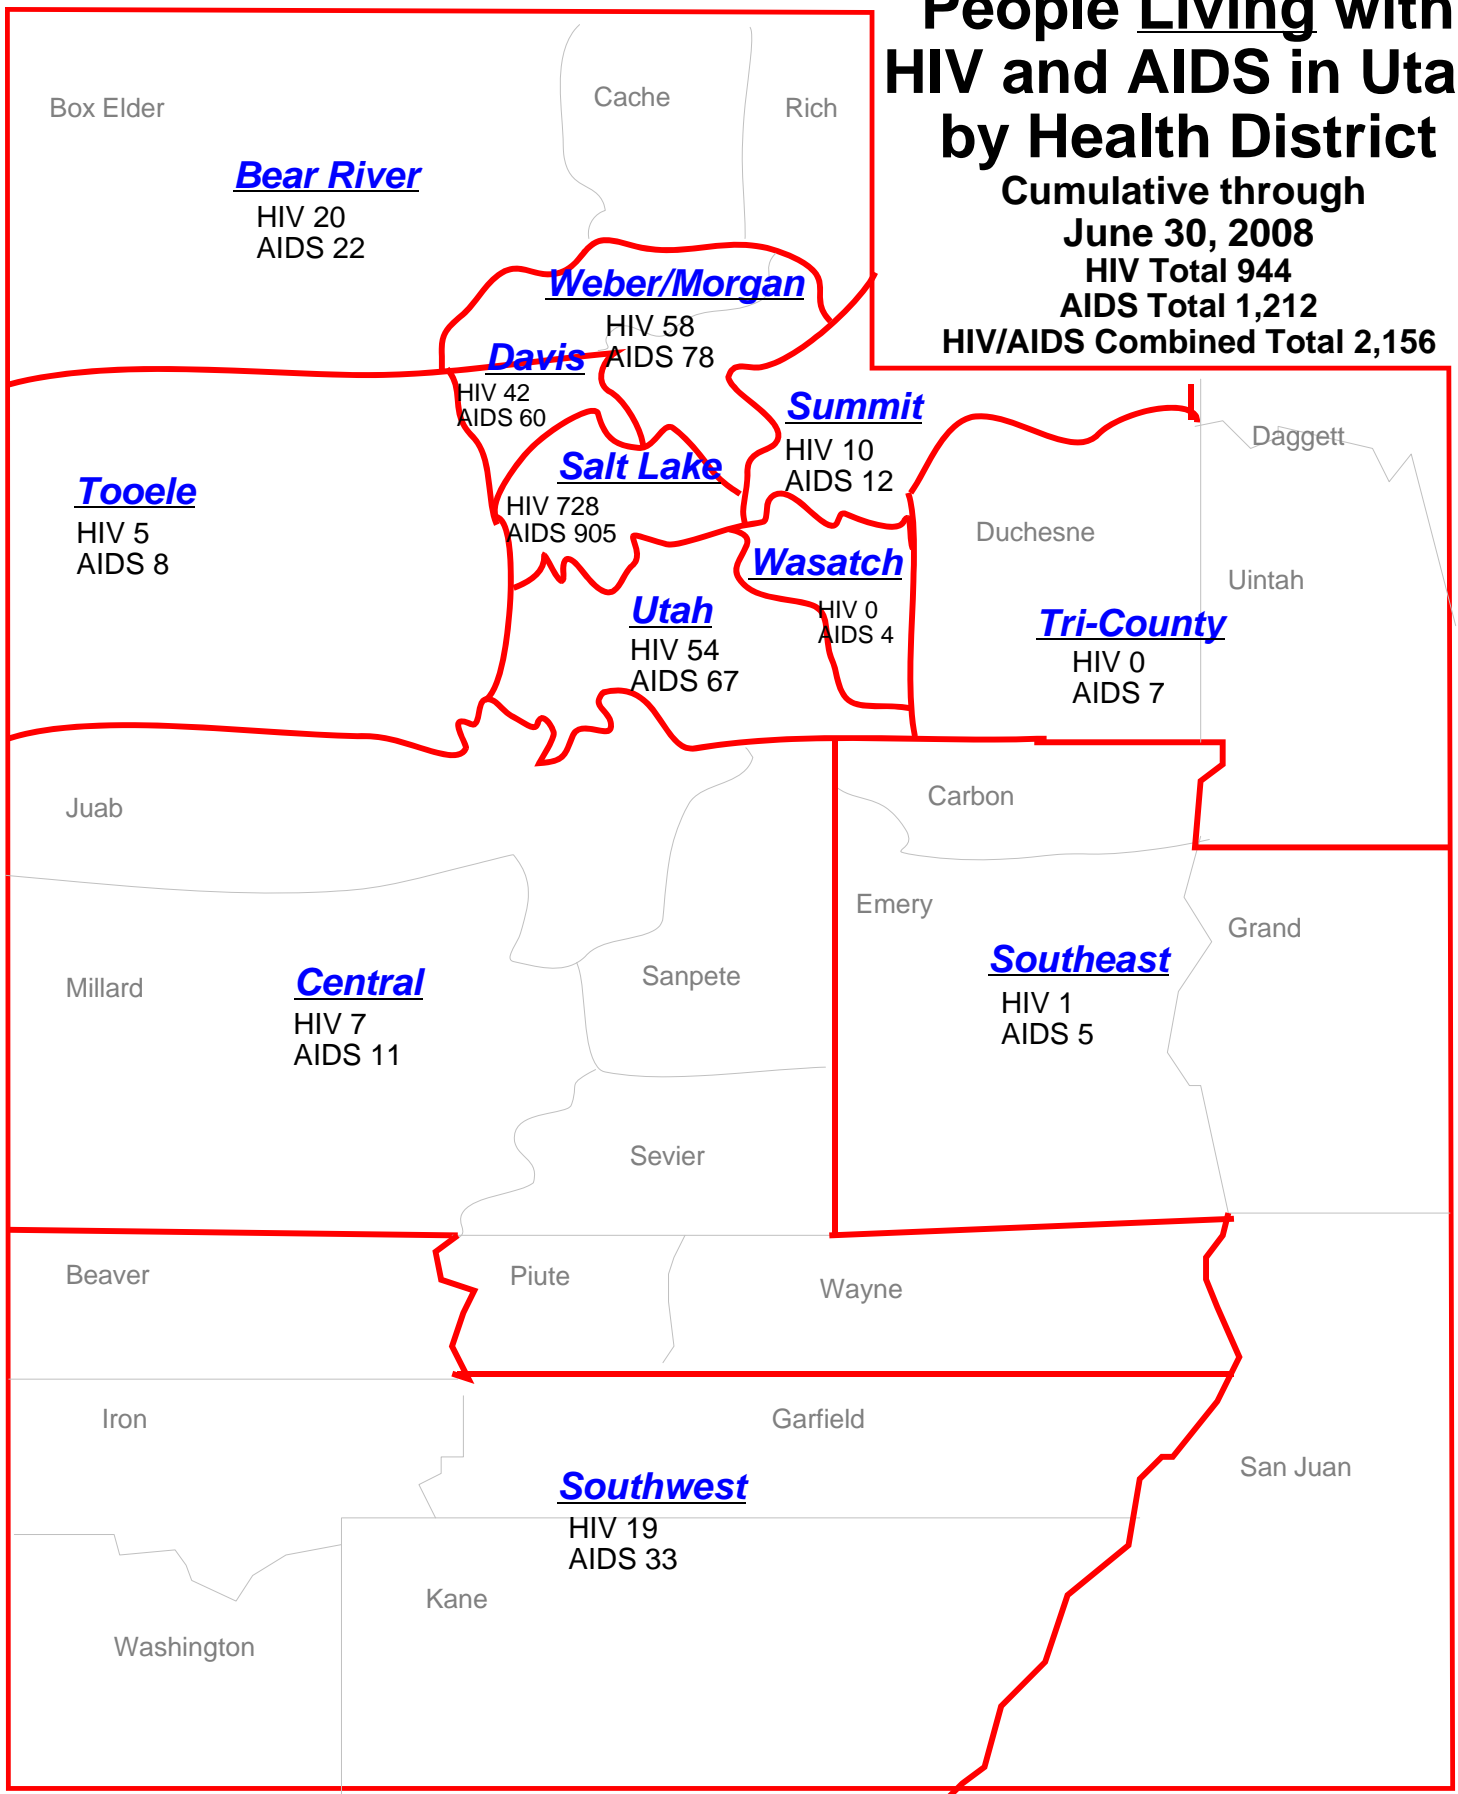 People Living with
HIV and AIDS in Uta
by Health District
Cumulative through
June 30, 2008
HIV Total 944
AIDS Total 1,212
HIV/AIDS Combined Total 2,156
Box Elder
Cache
Rich
Bear River
HIV 20
AIDS 22
Weber/Morgan
HIV 58
AIDS 78
Davis
HIV 42
AIDS 60
Summit
HIV 10
AIDS 12
Daggett
Salt Lake
HIV 728
AIDS 905
Tooele
HIV 5
AIDS 8
Duchesne
Uintah
Wasatch
HIV 0
AIDS 4
Utah
HIV 54
AIDS 67
Tri-County
HIV 0
AIDS 7
Juab
Carbon
Emery
Grand
Millard
Central
HIV 7
AIDS 11
Sanpete
Southeast
HIV 1
AIDS 5
Sevier
Beaver
Piute
Wayne
Iron
Garfield
San Juan
Southwest
HIV 19
AIDS 33
Kane
Washington